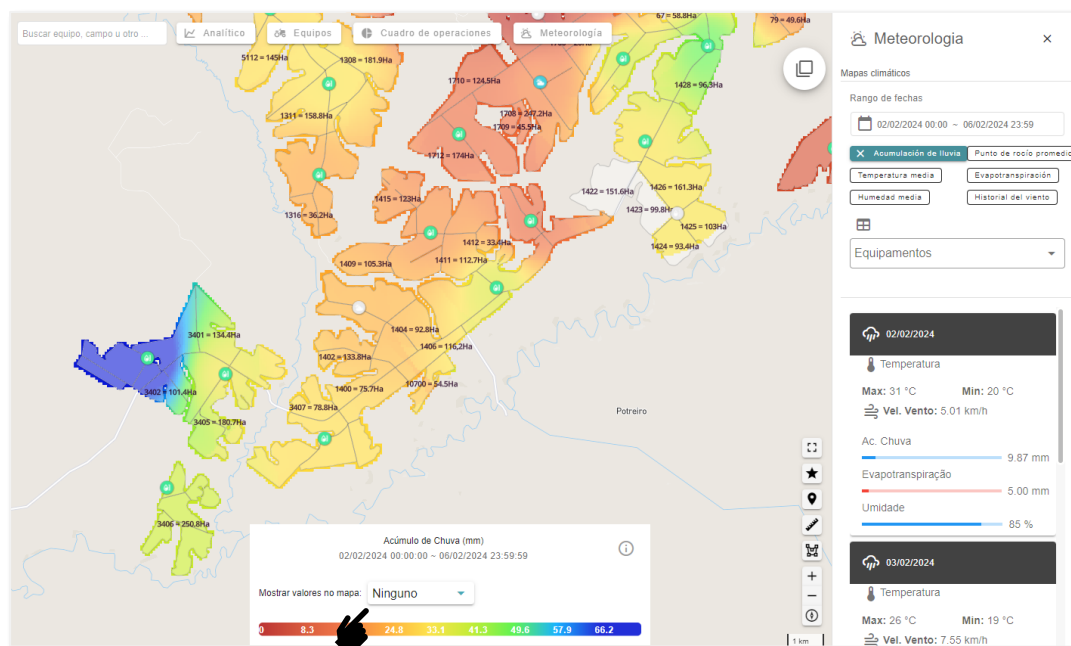 Buscar equipo, campo u otro ...
Analítico
Equipos
Cuadro de operaciones
Meteorología
67 = 58.8Ha
79 = 49.6Ha
5112 = 145Ha
1308 = 181.9Ha
1710 = 124.5Ha
1428 = 96.3Ha
1311 = 158.8Ha
1708 = 247.2Ha
1709 = 45.5Ha
1712 = 174Ha
1422 = 151.6Ha
1426 = 161.3Ha
1415 = 123Ha
1423 = 99.8Ha
1316 = 36.2Ha
1425 = 103Ha
1412 = 33.4Ha
1424 = 93.4Ha
1409 = 105.3Ha
1411 = 112.7Ha
3401 = 134.4Ha
1404 = 92.8Ha
1406 = 116.2Ha
1402 = 133.8Ha
3402 = 101.4Ha
1400 = 75.7Ha
10700 = 54.5Ha
3407 = 78.8Ha
Potreiro
3405 = 180.7Ha
3406 = 250.8Ha
Acúmulo de Chuva (mm)
02/02/2024 00:00:00 ~ 06/02/2024 23:59:59
Mostrar valores no mapa:
Ninguno
0 8.3 24.8 33.1 41.3 49.6 57.9 66.2
1 km
Meteorologia
Mapas climáticos
Rango de fechas
02/02/2024 00:00 ~ 06/02/2024 23:59
Acumulación de lluvia
Punto de rocío promedio
Temperatura media
Evapotranspiración
Humedad media
Historial del viento
Equipamentos
02/02/2024
Temperatura
Max: 31 °C Min: 20 °C
Vel. Vento: 5.01 km/h
Ac. Chuva
9.87 mm
Evapotranspiração
5.00 mm
Umidade
85 %
03/02/2024
Temperatura
Max: 26 °C Min: 19 °C
Vel. Vento: 7.55 km/h